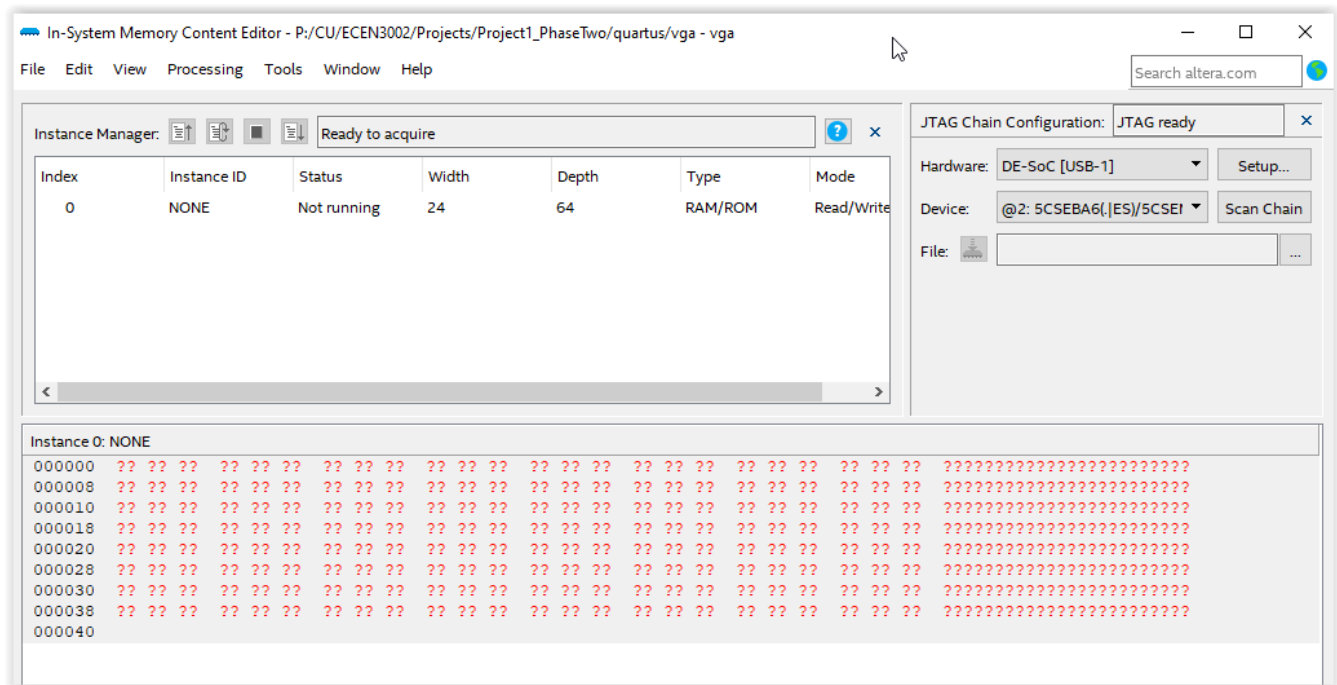 In-System Memory Content Editor - P:/CU/ECEN3002/Projects/Project1_PhaseTwo/quartus/vga - vga
File Edit View Processing Tools Window Help
Search altera.com
Instance Manager: Ready to acquire
Index Instance ID Status Width Depth Type Mode
0 NONE Not running 24 64 RAM/ROM Read/Write
JTAG Chain Configuration: JTAG ready
Hardware: DE-SoC [USB-1] Setup...
Device: @2: 5CSEBA6(.|ES)/5CSEM Scan Chain
File: ...
Instance 0: NONE
000000 ?? ?? ?? ?? ?? ?? ?? ?? ?? ?? ?? ?? ?? ?? ?? ?? ?? ?? ?? ?? ?? ?? ?? ?? ????????????????????????
000008 ?? ?? ?? ?? ?? ?? ?? ?? ?? ?? ?? ?? ?? ?? ?? ?? ?? ?? ?? ?? ?? ?? ?? ?? ????????????????????????
000010 ?? ?? ?? ?? ?? ?? ?? ?? ?? ?? ?? ?? ?? ?? ?? ?? ?? ?? ?? ?? ?? ?? ?? ?? ????????????????????????
000018 ?? ?? ?? ?? ?? ?? ?? ?? ?? ?? ?? ?? ?? ?? ?? ?? ?? ?? ?? ?? ?? ?? ?? ?? ????????????????????????
000020 ?? ?? ?? ?? ?? ?? ?? ?? ?? ?? ?? ?? ?? ?? ?? ?? ?? ?? ?? ?? ?? ?? ?? ?? ????????????????????????
000028 ?? ?? ?? ?? ?? ?? ?? ?? ?? ?? ?? ?? ?? ?? ?? ?? ?? ?? ?? ?? ?? ?? ?? ?? ????????????????????????
000030 ?? ?? ?? ?? ?? ?? ?? ?? ?? ?? ?? ?? ?? ?? ?? ?? ?? ?? ?? ?? ?? ?? ?? ?? ????????????????????????
000038 ?? ?? ?? ?? ?? ?? ?? ?? ?? ?? ?? ?? ?? ?? ?? ?? ?? ?? ?? ?? ?? ?? ?? ?? ????????????????????????
000040